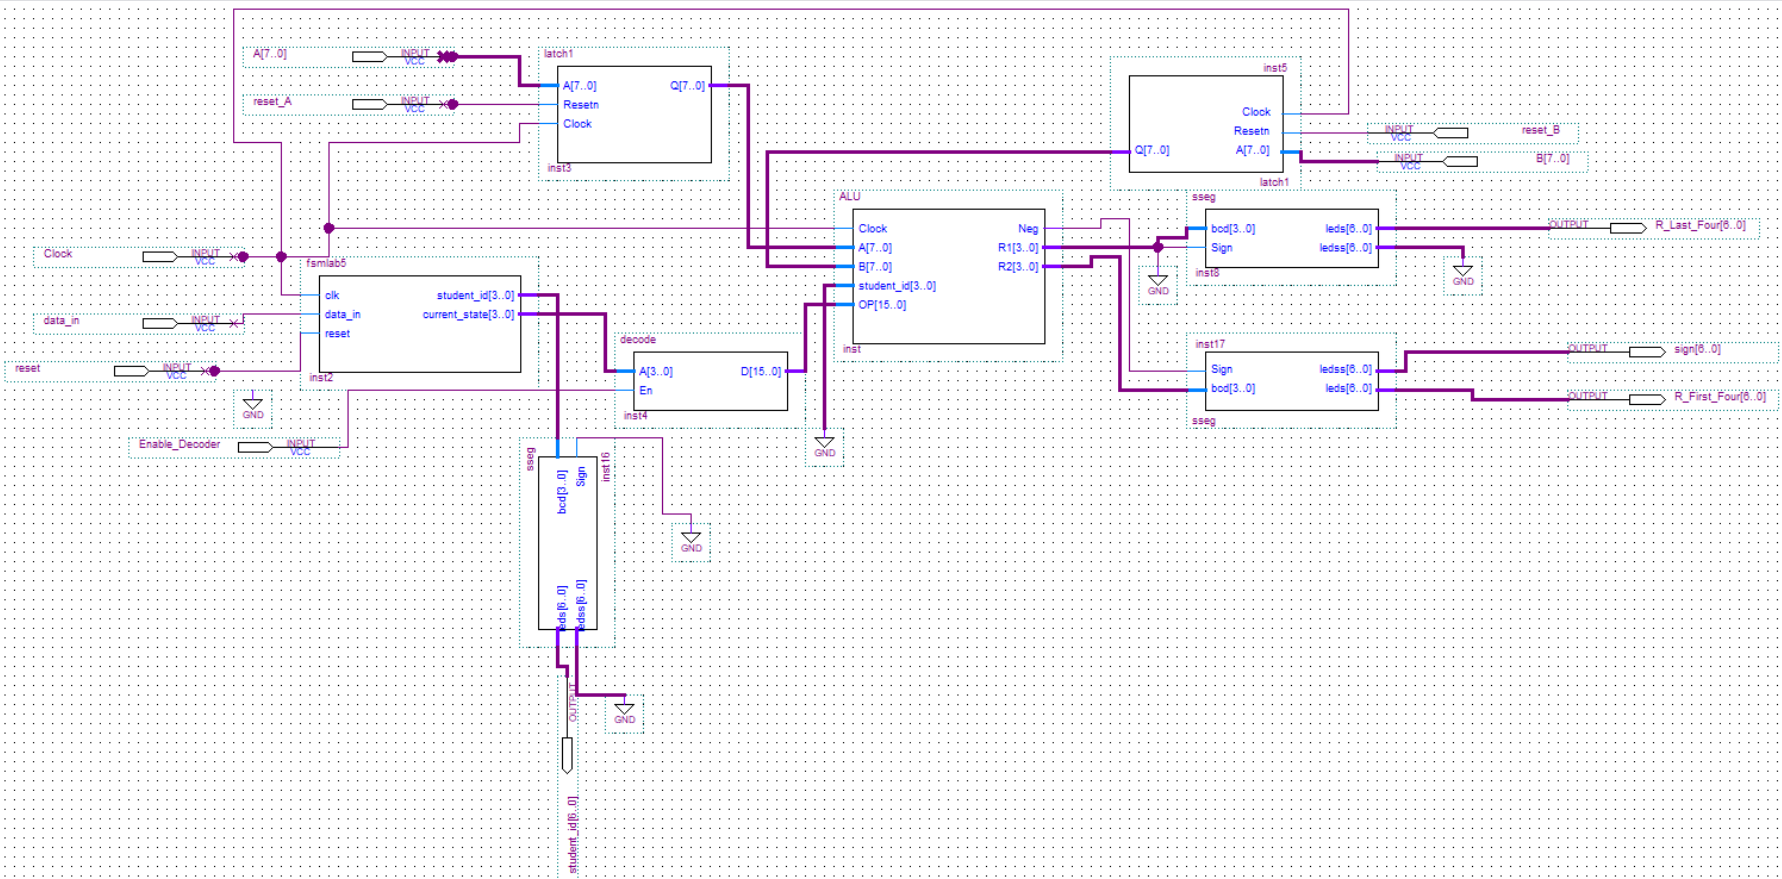 A[7..0]
INPUT
VCC
reset_A
INPUT
VCC
latch1
A[7..0]
Resetn
Clock
Q[7..0]
inst3
inst5
Clock
Resetn
A[7..0]
Q[7..0]
latch1
INPUT
VCC
reset_B
INPUT
VCC
B[7..0]
Clock
INPUT
VCC
data_in
INPUT
VCC
reset
INPUT
VCC
fsmlab5
clk
data_in
reset
student_id[3..0]
current_state[3..0]
inst2
GND
Enable_Decoder
INPUT
VCC
decode
A[3..0]
En
D[15..0]
inst4
ALU
Clock
A[7..0]
B[7..0]
student_id[3..0]
OP[15..0]
Neg
R1[3..0]
R2[3..0]
inst
GND
sseg
bcd[3..0]
Sign
leds[6..0]
ledss[6..0]
inst8
GND
GND
OUTPUT
R_Last_Four[6..0]
inst17
Sign
bcd[3..0]
ledss[6..0]
leds[6..0]
sseg
OUTPUT
sign[6..0]
OUTPUT
R_First_Four[6..0]
sseg
bcd[3..0]
Sign
inst16
leds[6..0]
ledss[6..0]
GND
GND
OUTPUT
student_id[6..0]